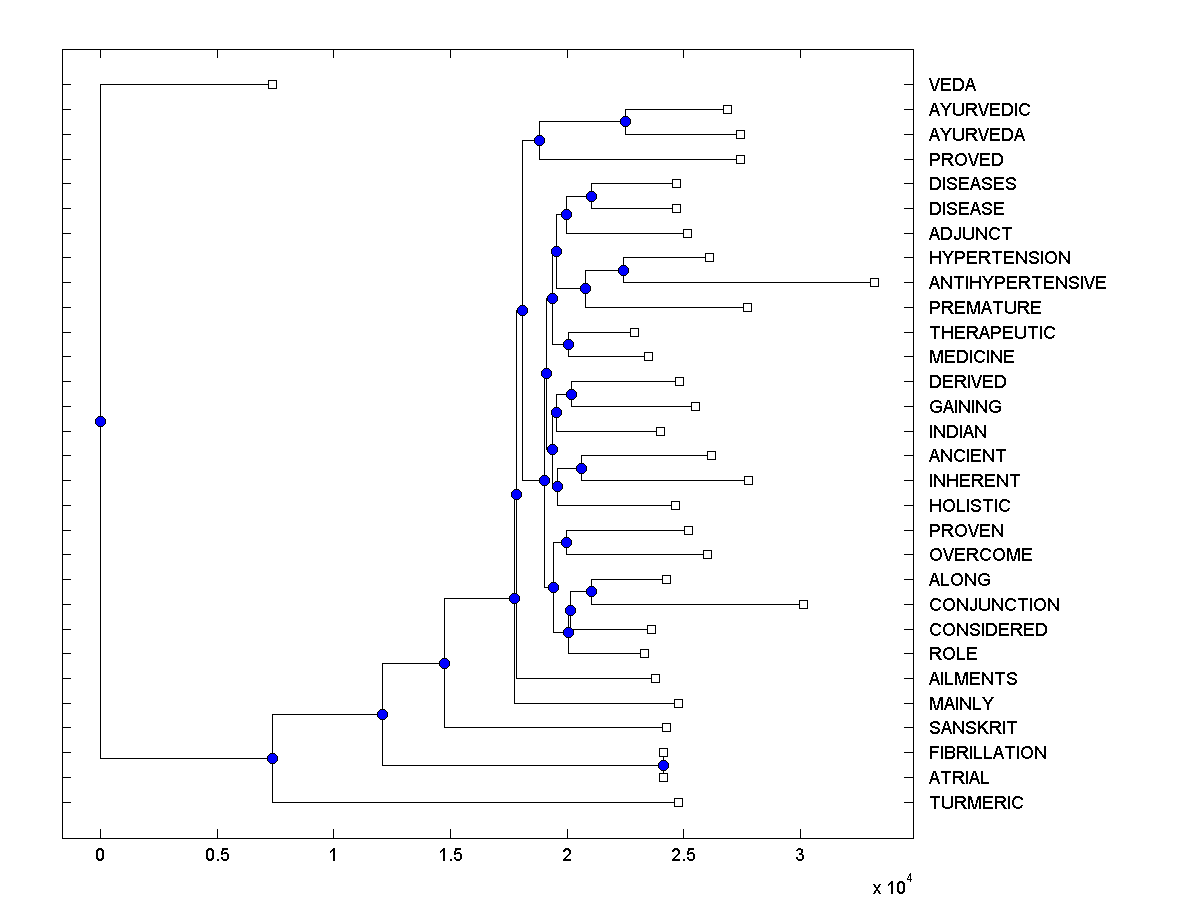 VEDA
AYURVEDIC
AYURVEDA
PROVED
DISEASES
DISEASE
ADJUNCT
HYPERTENSION
ANTIHYPERTENSIVE
PREMATURE
THERAPEUTIC
MEDICINE
DERIVED
GAINING
INDIAN
ANCIENT
INHERENT
HOLISTIC
PROVEN
OVERCOME
ALONG
CONJUNCTION
CONSIDERED
ROLE
AILMENTS
MAINLY
SANSKRIT
FIBRILLATION
ATRIAL
TURMERIC
0 0.5 1 1.5 2 2.5 3
x 10^4